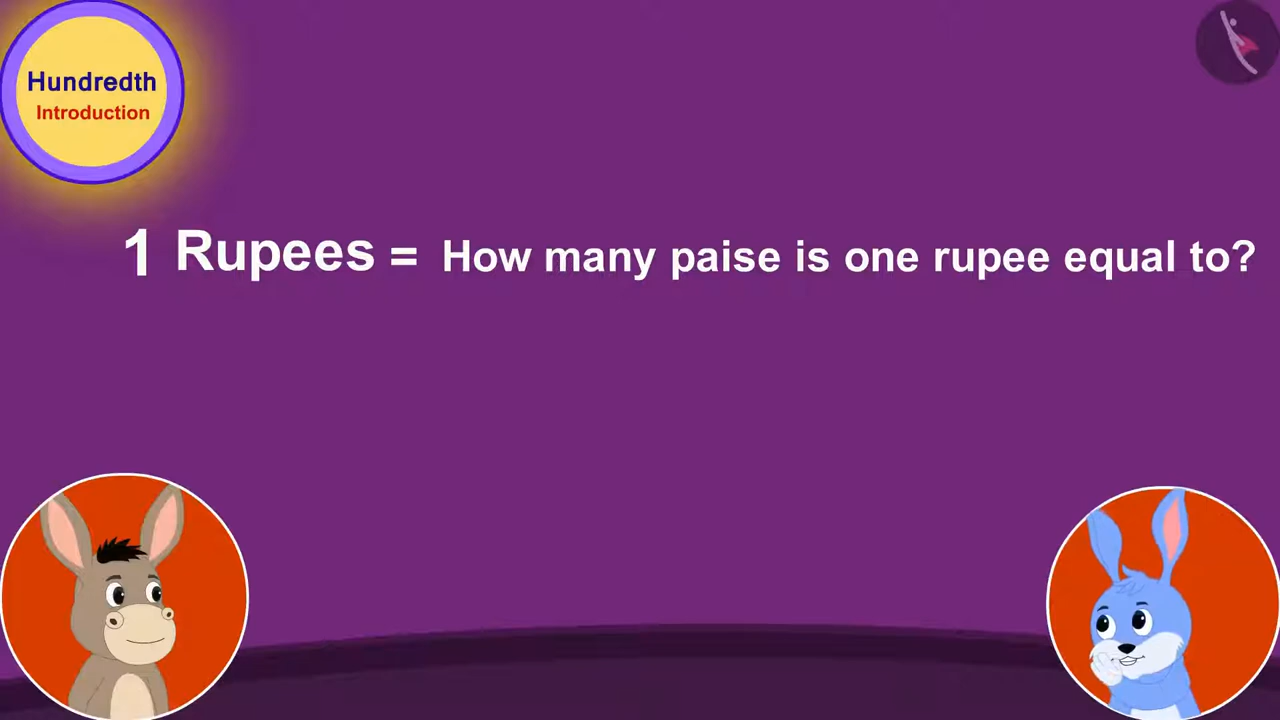 Hundredth
Introduction
1 Rupees = How many paise is one rupee equal to?